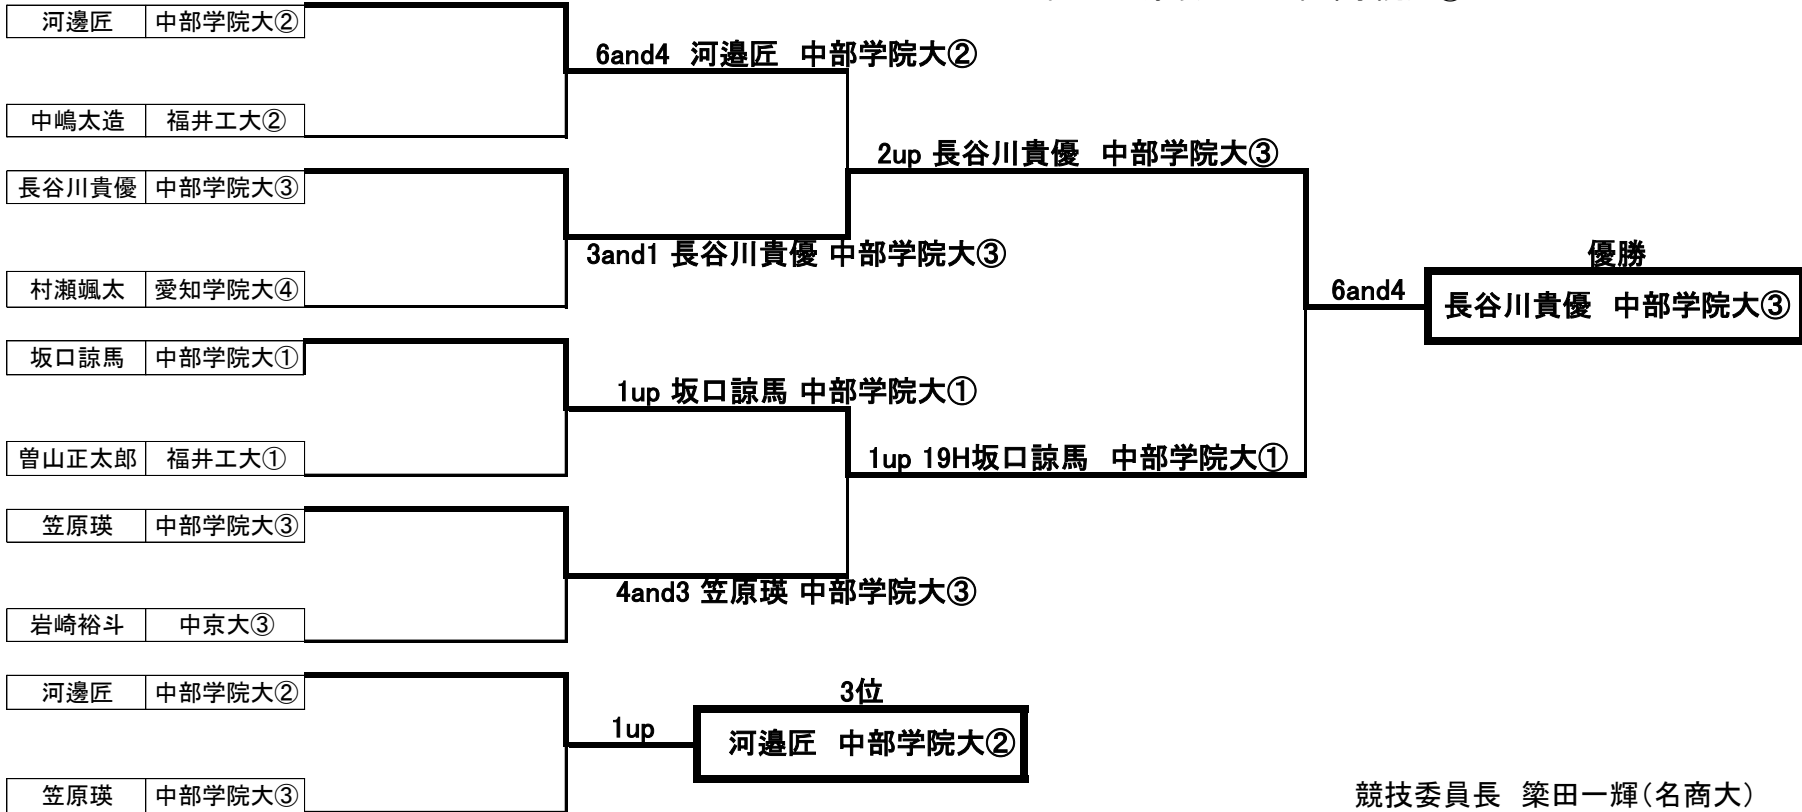 河邉匠 中部学院大②
6and4 河邉匠 中部学院大②
中嶋太造 福井工大②
2up 長谷川貴優 中部学院大③
長谷川貴優 中部学院大③
3and1 長谷川貴優 中部学院大③
優勝
村瀬颯太 愛知学院大④
6and4 長谷川貴優 中部学院大③
坂口諒馬 中部学院大①
1up 坂口諒馬 中部学院大①
曽山正太郎 福井工大①
1up 19H坂口諒馬 中部学院大①
笠原瑛 中部学院大③
4and3 笠原瑛 中部学院大③
岩崎裕斗 中京大③
河邉匠 中部学院大②
3位
1up 河邉匠 中部学院大②
笠原瑛 中部学院大③
競技委員長 簗田一輝(名商大)